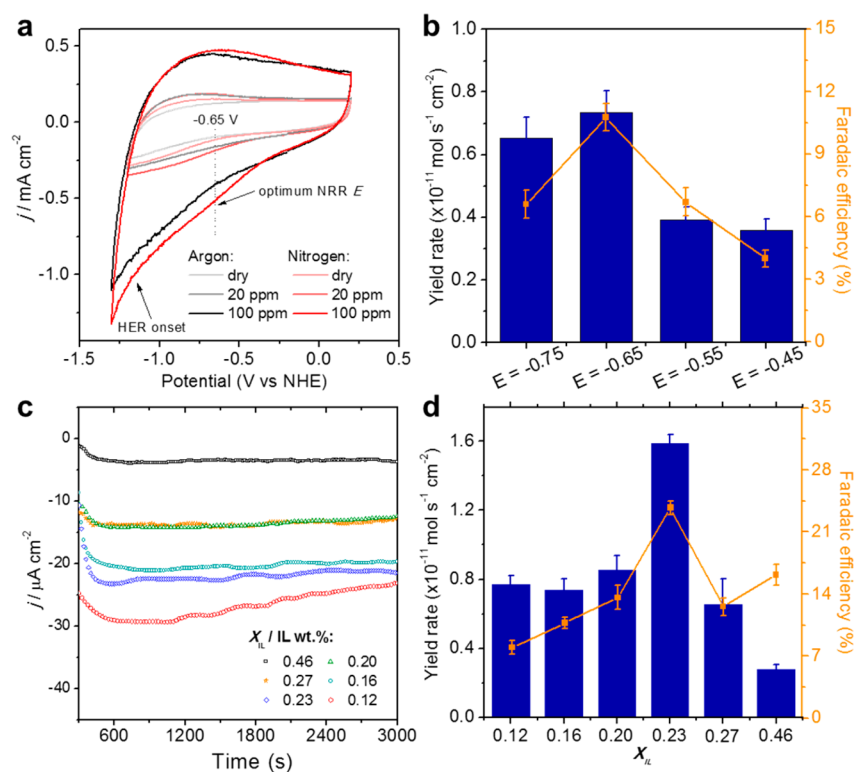 a
0.5
0.0
-0.5
-1.0
j / mA cm-2
-0.65 V
optimum NRR E
HER onset
Argon: Nitrogen:
dry dry
20 ppm 20 ppm
100 ppm 100 ppm
-1.5 -1.0 -0.5 0.0 0.5
Potential (V vs NHE)
b
1.0
0.8
0.6
0.4
0.2
0.0
Yield rate (x10-11 mol s-1 cm-2)
15
12
9
6
3
0
Faradaic efficiency (%)
E = -0.75 E = -0.65 E = -0.55 E = -0.45
c
0
-10
-20
-30
-40
j / µA cm-2
XIL / IL wt.%:
0.46 0.20
0.27 0.16
0.23 0.12
600 1200 1800 2400 3000
Time (s)
d
1.6
1.2
0.8
0.4
0.0
Yield rate (x10-11 mol s-1 cm-2)
35
28
21
14
7
0
Faradaic efficiency (%)
0.12 0.16 0.20 0.23 0.27 0.46
XIL